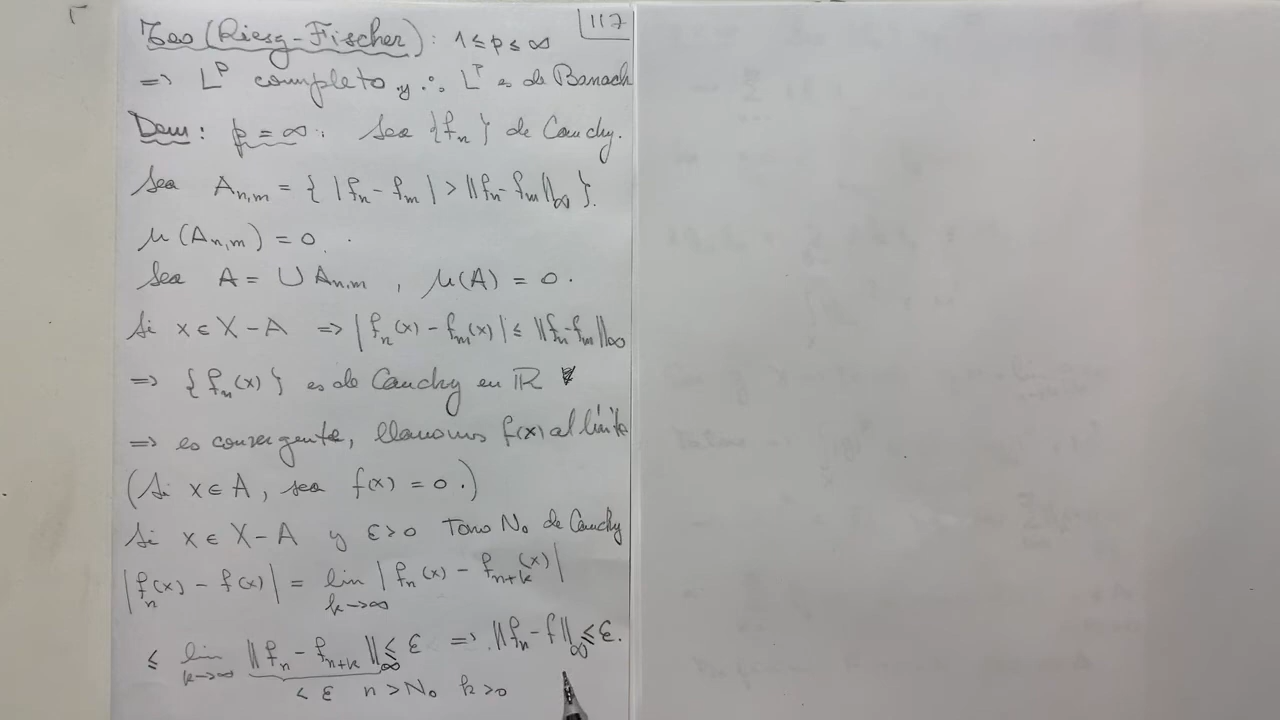 117
Teo (Riesz-Fischer): 1 ≤ p ≤ ∞
⇒ L^p completo y ∴ L^p es de Banach
Dem: p = ∞: Sea {f_n} de Cauchy.
Sea A_{n,m} = { |f_n - f_m| > ||f_n - f_m||_∞ }.
μ(A_{n,m}) = 0.
Sea A = ∪ A_{n,m}, μ(A) = 0.
Si x ∈ X - A ⇒ |f_n(x) - f_m(x)| ≤ ||f_n - f_m||_∞
⇒ {f_n(x)} es de Cauchy en ℝ
⇒ es convergente, llamamos f(x) al límite
(Si x ∈ A, sea f(x) = 0.)
Si x ∈ X - A y ε > 0 Tomo N_0 de Cauchy
|f_n(x) - f(x)| = lim_{k→∞} |f_n(x) - f_{n+k}(x)|
≤ lim_{k→∞} ||f_n - f_{n+k}||_∞ ≤ ε ⇒ ||f_n - f||_∞ ≤ ε.
< ε n > N_0 k > 0